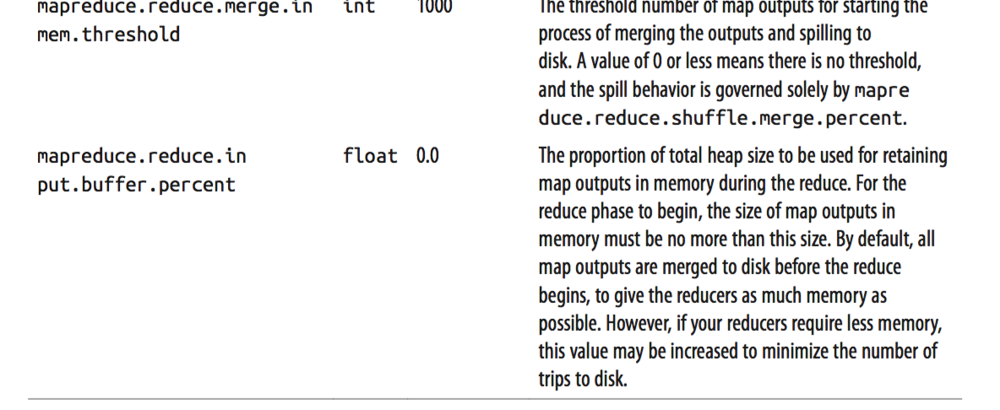 mapreduce.reduce.merge.in int 1000 The threshold number of map outputs for starting the
mem.threshold process of merging the outputs and spilling to
disk. A value of 0 or less means there is no threshold,
and the spill behavior is governed solely by mapre
duce.reduce.shuffle.merge.percent.
mapreduce.reduce.in float 0.0 The proportion of total heap size to be used for retaining
put.buffer.percent map outputs in memory during the reduce. For the
reduce phase to begin, the size of map outputs in
memory must be no more than this size. By default, all
map outputs are merged to disk before the reduce
begins, to give the reducers as much memory as
possible. However, if your reducers require less memory,
this value may be increased to minimize the number of
trips to disk.